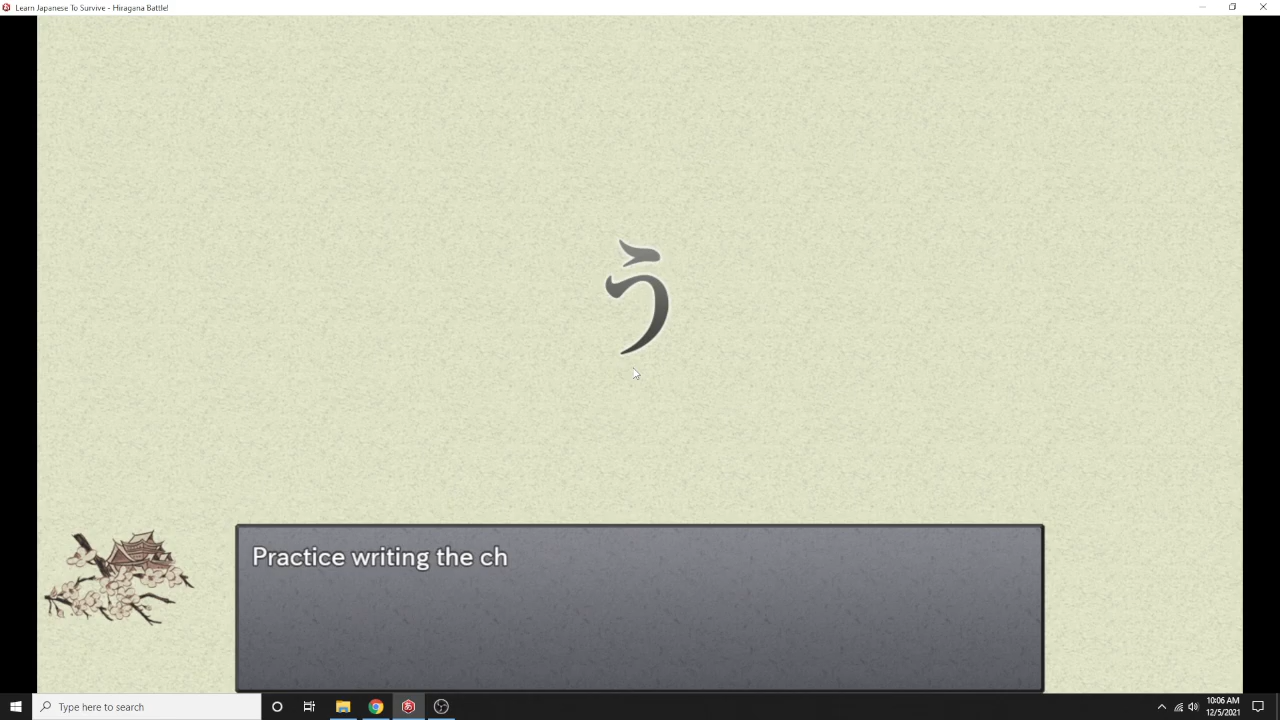 Learn Japanese To Survive - Hiragana Battle!
う
Practice writing the ch
Type here to search
10:06 AM
12/5/2021